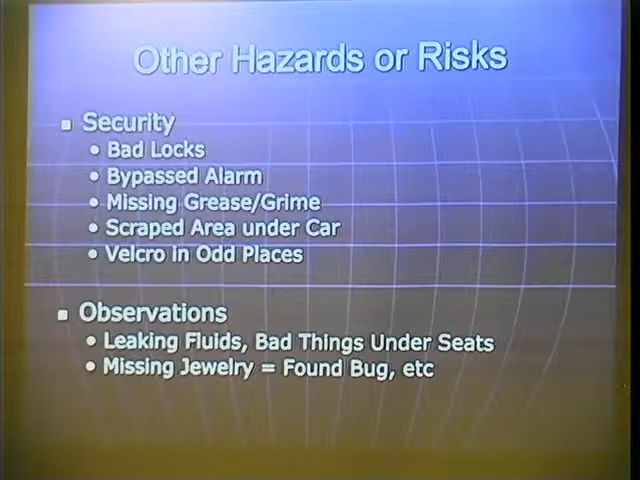 Other Hazards or Risks
Security
Bad Locks
Bypassed Alarm
Missing Grease/Grime
Scraped Area under Car
Velcro in Odd Places
Observations
Leaking Fluids, Bad Things Under Seats
Missing Jewelry = Found Bug, etc